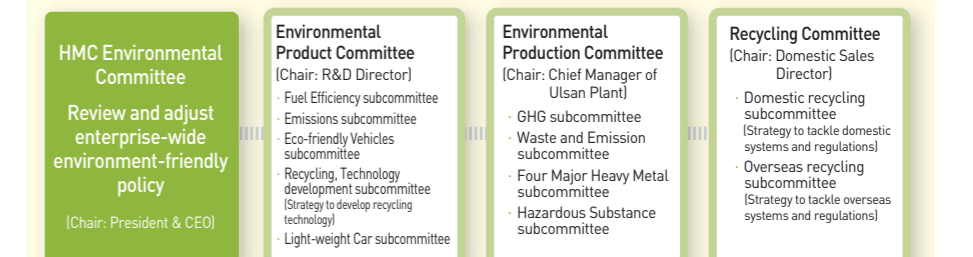 HMC Environmental
Committee
Review and adjust
enterprise-wide
environment-friendly
policy
(Chair: President & CEO)
Environmental
Product Committee
(Chair: R&D Director)
· Fuel Efficiency subcommittee
· Emissions subcommittee
· Eco-friendly Vehicles
subcommittee
· Recycling, Technology
development subcommittee
(Strategy to develop recycling
technology)
· Light-weight Car subcommittee
Environmental
Production Committee
(Chair: Chief Manager of
Ulsan Plant)
· GHG subcommittee
· Waste and Emission
subcommittee
· Four Major Heavy Metal
subcommittee
· Hazardous Substance
subcommittee
Recycling Committee
(Chair: Domestic Sales
Director)
· Domestic recycling
subcommittee
(Strategy to tackle domestic
systems and regulations)
· Overseas recycling
subcommittee
(Strategy to tackle overseas
systems and regulations)